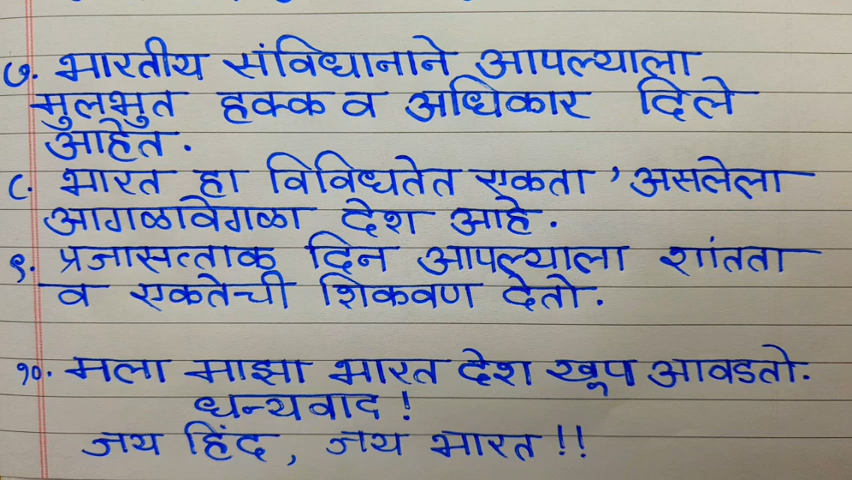 ७. भारतीय संविधानाने आपल्याला
मुलभुत हक्क व अधिकार दिले
आहेत.
८. भारत हा विविधतेत एकता ' असलेला
आगळावेगळा देश आहे.
९. प्रजासत्ताक दिन आपल्याला शांतता
व एकतेची शिकवण देतो.
१०. मला माझा भारत देश खूप आवडतो.
धन्यवाद !
जय हिंद, जय भारत !!